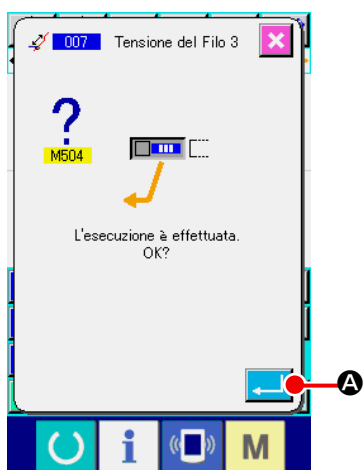 007 Tensione del Filo 3
?
M504
L'esecuzione è effettuata.
OK?
A
i M